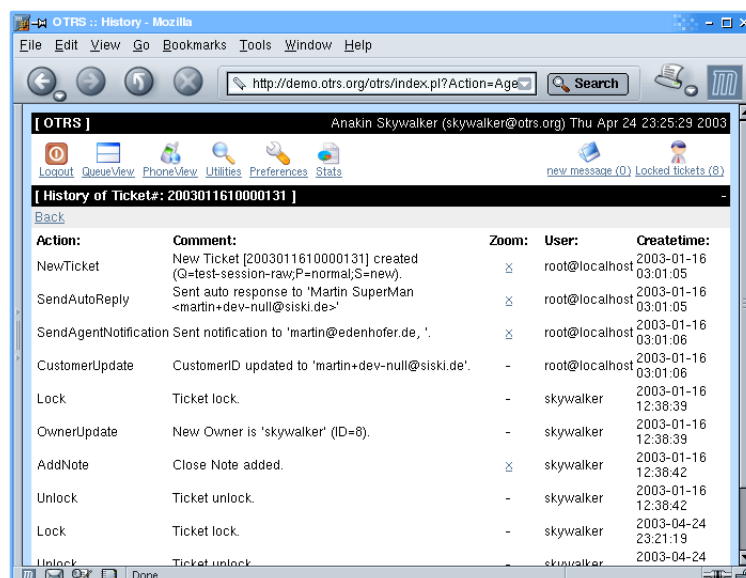 OTRS :: History - Mozilla
File Edit View Go Bookmarks Tools Window Help
http://demo.otrs.org/otrs/index.pl?Action=Age Search
[ OTRS ] Anakin Skywalker (skywalker@otrs.org) Thu Apr 24 23:25:29 2003
Logout QueueView PhoneView Utilities Preferences Stats new message (0) Locked tickets (8)
[ History of Ticket#: 2003011610000131 ] -
Back
Action: Comment: Zoom: User: Createtime:
NewTicket New Ticket [2003011610000131] created (Q=test-session-raw;P=normal;S=new). x root@localhost 2003-01-16 03:01:05
SendAutoReply Sent auto response to 'Martin SuperMan <martin+dev-null@siski.de>' x root@localhost 2003-01-16 03:01:05
SendAgentNotification Sent notification to 'martin@edenhofer.de, '. x root@localhost 2003-01-16 03:01:06
CustomerUpdate CustomerID updated to 'martin+dev-null@siski.de'. - root@localhost 2003-01-16 03:01:06
Lock Ticket lock. - skywalker 2003-01-16 12:38:39
OwnerUpdate New Owner is 'skywalker' (ID=8). - skywalker 2003-01-16 12:38:39
AddNote Close Note added. x skywalker 2003-01-16 12:38:42
Unlock Ticket unlock. - skywalker 2003-01-16 12:38:42
Lock Ticket lock. - skywalker 2003-04-24 23:21:19
Unlock Ticket unlock. - skywalker 2003-04-24
Done